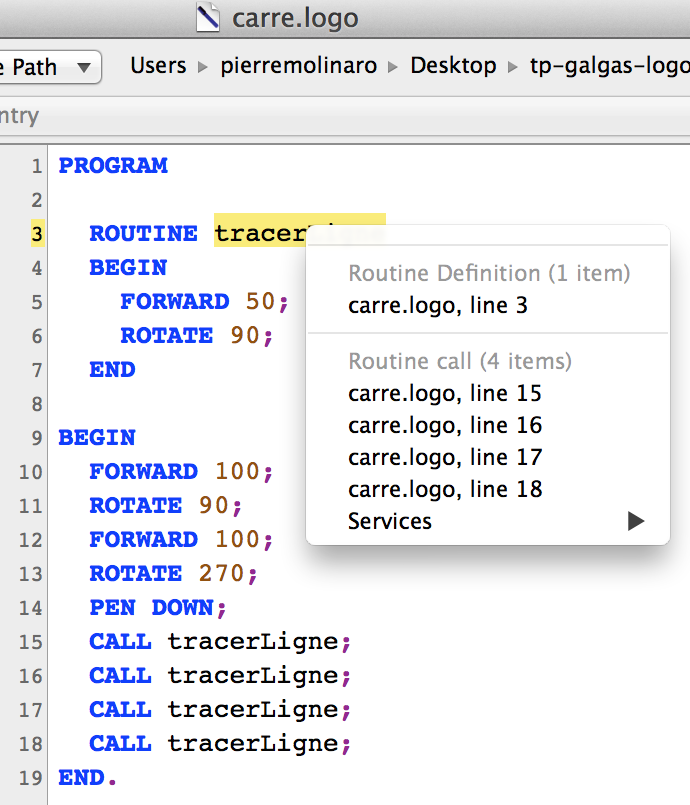 carre.logo
e Path Users pierremolinaro Desktop tp-galgas-logo
ntry
1 PROGRAM
2
3 ROUTINE tracerLigne
4 BEGIN
5 FORWARD 50;
6 ROTATE 90;
7 END
8
9 BEGIN
10 FORWARD 100;
11 ROTATE 90;
12 FORWARD 100;
13 ROTATE 270;
14 PEN DOWN;
15 CALL tracerLigne;
16 CALL tracerLigne;
17 CALL tracerLigne;
18 CALL tracerLigne;
19 END.
Routine Definition (1 item)
carre.logo, line 3
Routine call (4 items)
carre.logo, line 15
carre.logo, line 16
carre.logo, line 17
carre.logo, line 18
Services